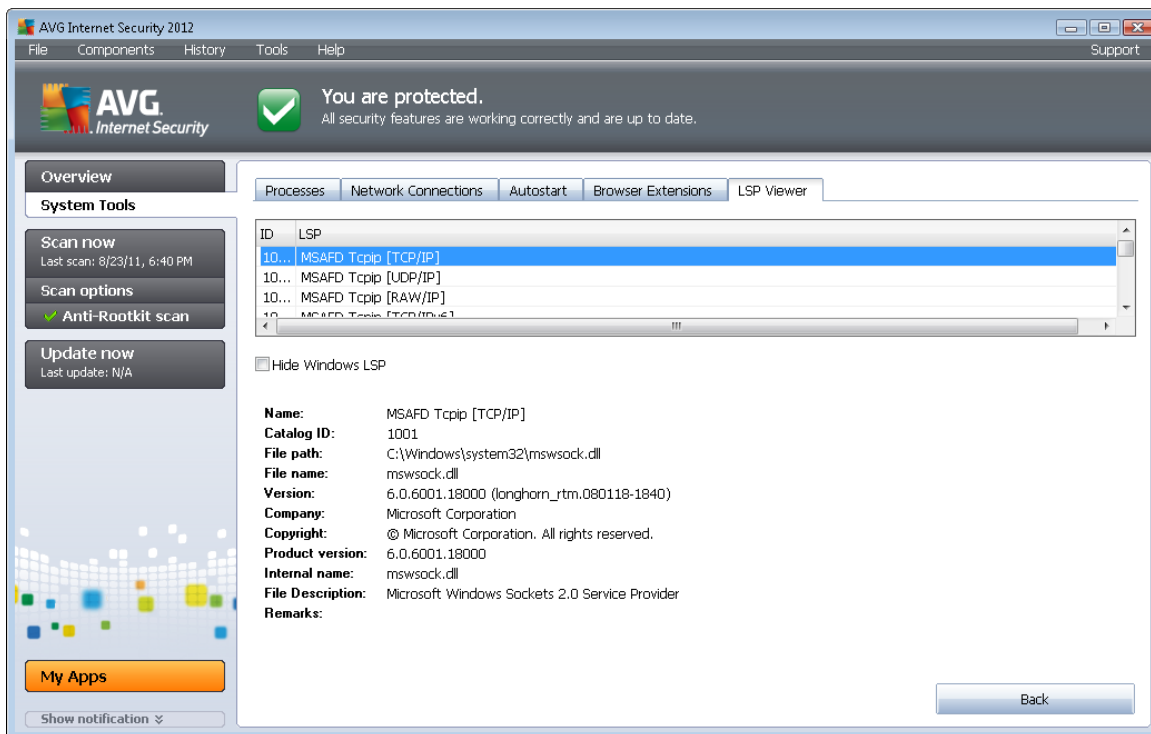 AVG Internet Security 2012
File Components History Tools Help Support
AVG.
Internet Security
You are protected.
All security features are working correctly and are up to date.
Overview
System Tools
Scan now
Last scan: 8/23/11, 6:40 PM
Scan options
Anti-Rootkit scan
Update now
Last update: N/A
My Apps
Show notification
Processes Network Connections Autostart Browser Extensions LSP Viewer
ID LSP
10... MSAFD Tcpip [TCP/IP]
10... MSAFD Tcpip [UDP/IP]
10... MSAFD Tcpip [RAW/IP]
10... MSAFD Tcpip [TCP/IPv6]
Hide Windows LSP
Name: MSAFD Tcpip [TCP/IP]
Catalog ID: 1001
File path: C:\Windows\system32\mswsock.dll
File name: mswsock.dll
Version: 6.0.6001.18000 (longhorn_rtm.080118-1840)
Company: Microsoft Corporation
Copyright: © Microsoft Corporation. All rights reserved.
Product version: 6.0.6001.18000
Internal name: mswsock.dll
File Description: Microsoft Windows Sockets 2.0 Service Provider
Remarks:
Back